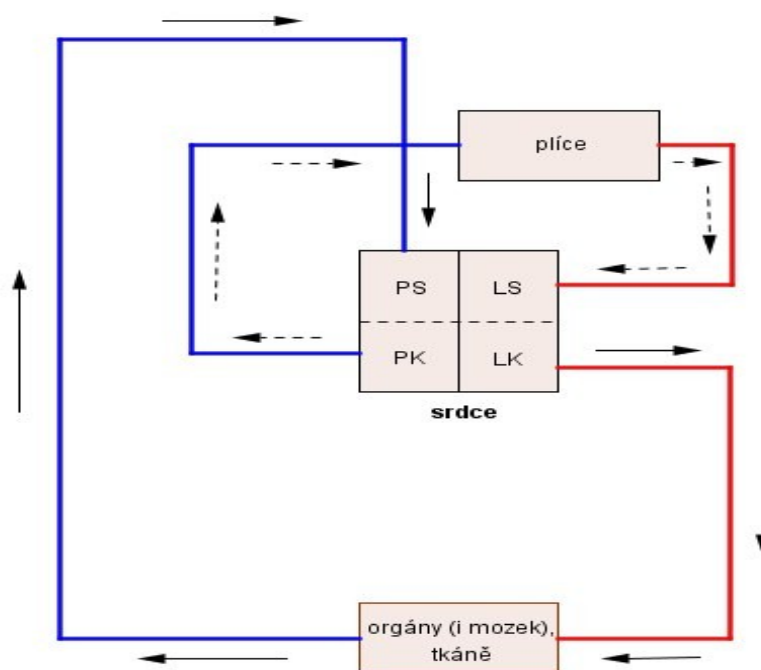 plíce
PS
LS
PK
LK
srdce
orgány (i mozek),
tkáně